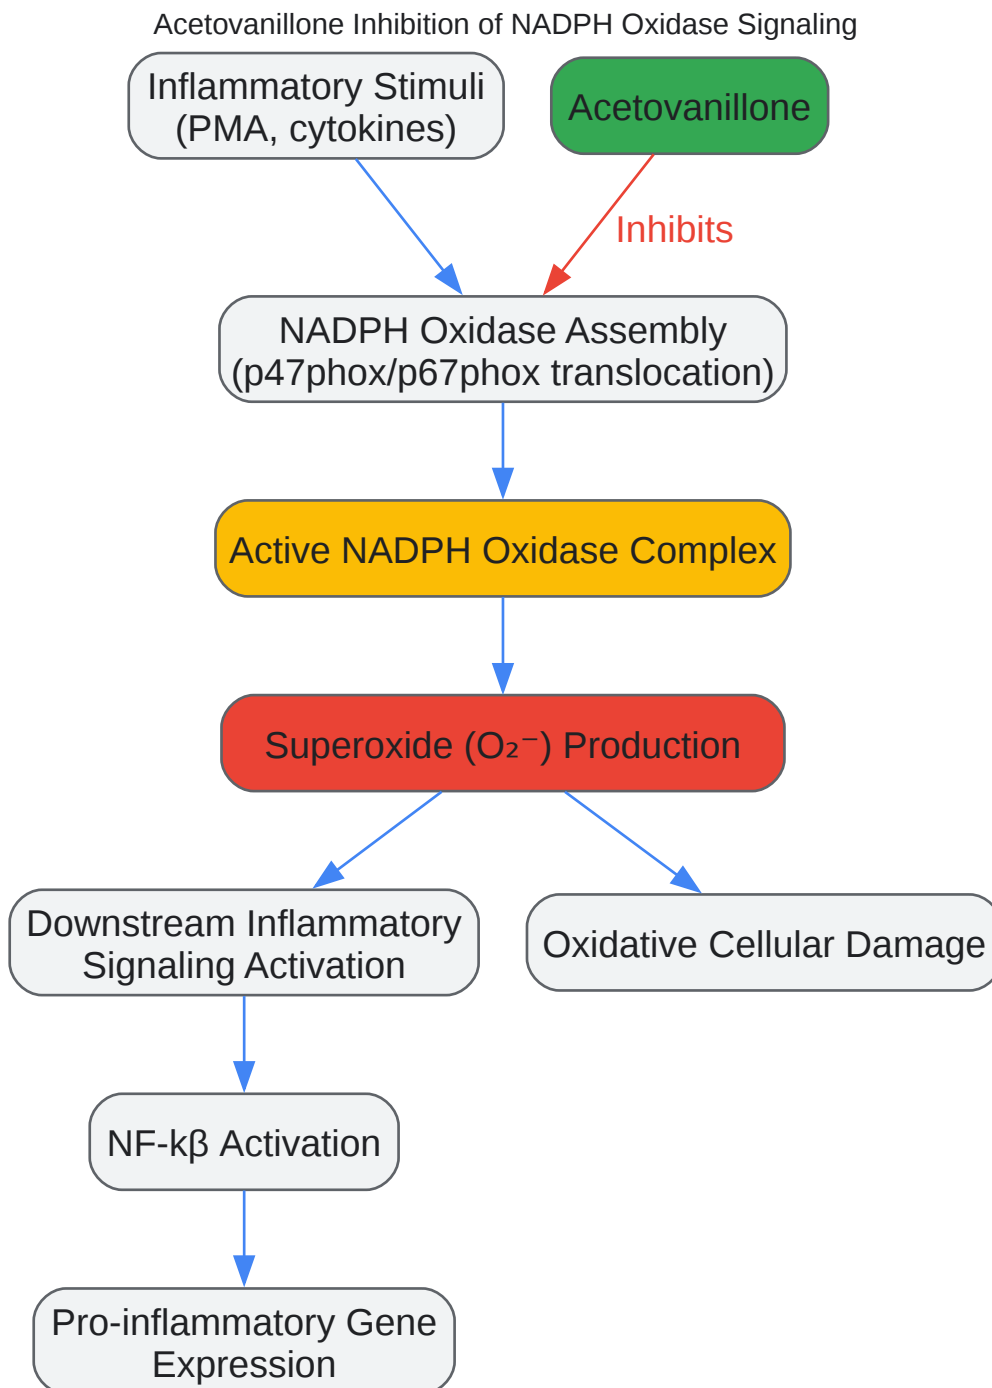 Acetovanillone Inhibition of NADPH Oxidase Signaling
Inflammatory Stimuli
(PMA, cytokines)
Acetovanillone
Inhibits
NADPH Oxidase Assembly
(p47phox/p67phox translocation)
Active NADPH Oxidase Complex
Superoxide (O₂⁻) Production
Downstream Inflammatory
Signaling Activation
Oxidative Cellular Damage
NF-kβ Activation
Pro-inflammatory Gene
Expression